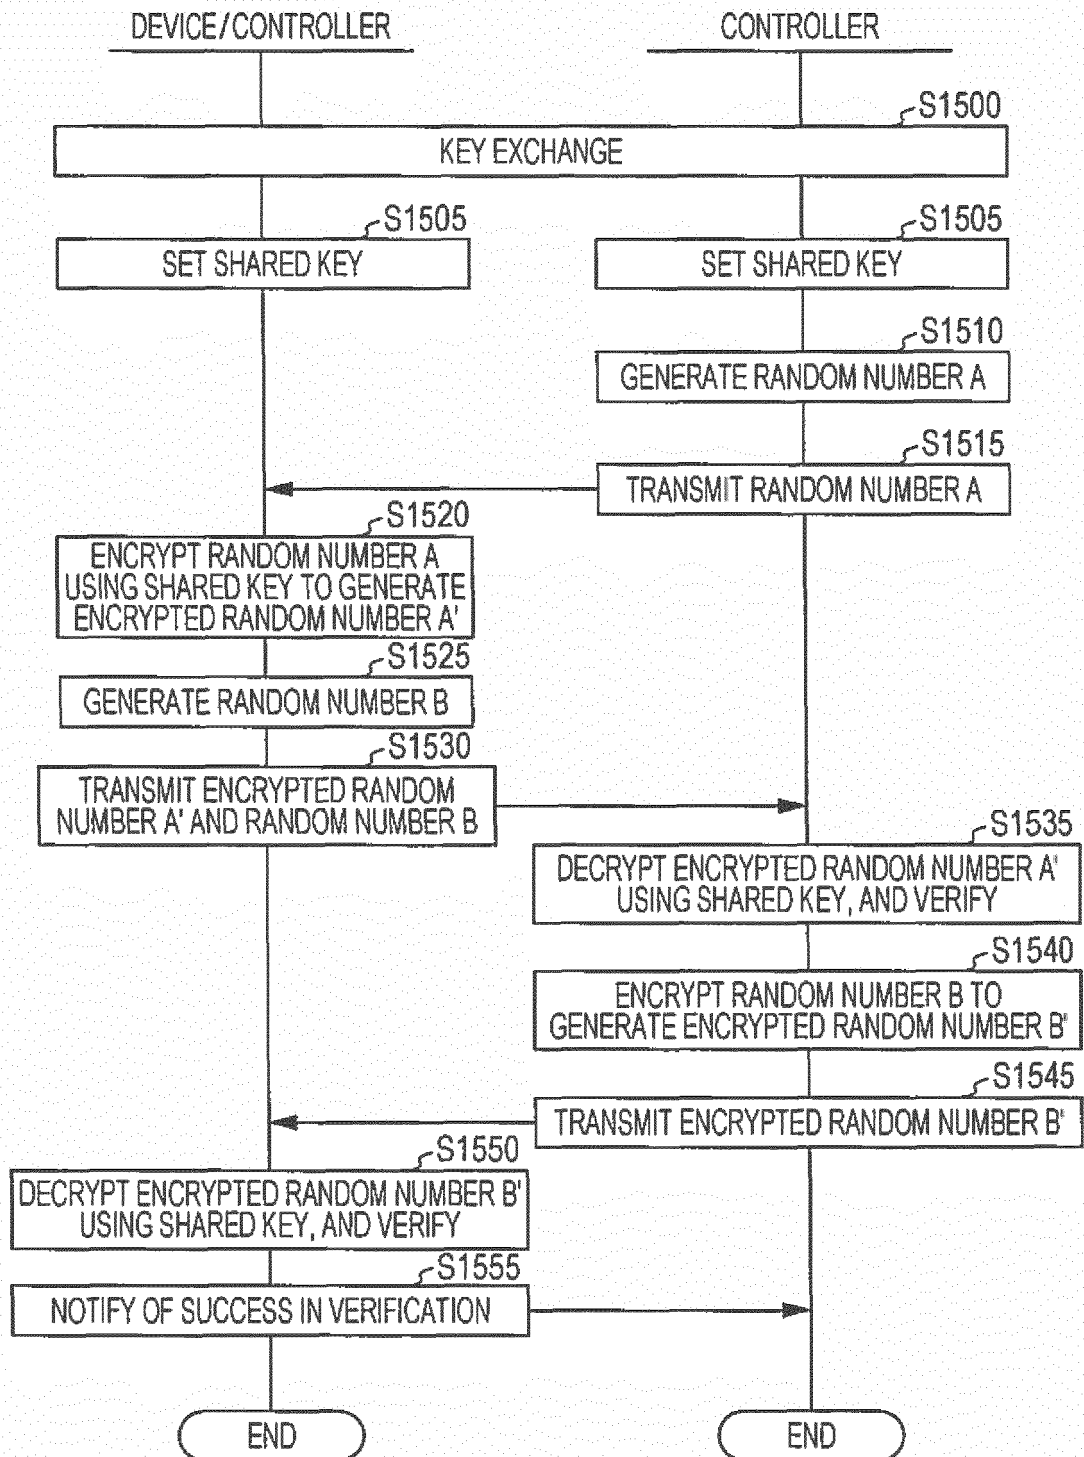 DEVICE/CONTROLLER
CONTROLLER
S1500
KEY EXCHANGE
S1505
SET SHARED KEY
S1505
SET SHARED KEY
S1510
GENERATE RANDOM NUMBER A
S1515
TRANSMIT RANDOM NUMBER A
S1520
ENCRYPT RANDOM NUMBER A
USING SHARED KEY TO GENERATE
ENCRYPTED RANDOM NUMBER A'
S1525
GENERATE RANDOM NUMBER B
S1530
TRANSMIT ENCRYPTED RANDOM
NUMBER A' AND RANDOM NUMBER B
S1535
DECRYPT ENCRYPTED RANDOM NUMBER A'
USING SHARED KEY, AND VERIFY
S1540
ENCRYPT RANDOM NUMBER B TO
GENERATE ENCRYPTED RANDOM NUMBER B'
S1545
TRANSMIT ENCRYPTED RANDOM NUMBER B'
S1550
DECRYPT ENCRYPTED RANDOM NUMBER B'
USING SHARED KEY, AND VERIFY
S1555
NOTIFY OF SUCCESS IN VERIFICATION
END
END